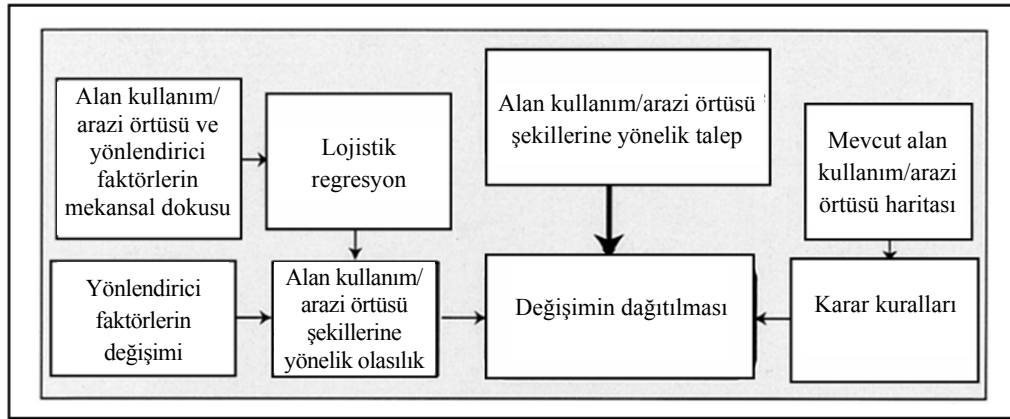 Alan kullanım/
arazi örtüsü ve
yönlendirici
faktörlerin
mekansal dokusu
Lojistik
regresyon
Alan kullanım/arazi örtüsü
şekillerine yönelik talep
Mevcut alan
kullanım/arazi
örtüsü haritası
Yönlendirici
faktörlerin
değişimi
Alan kullanım/
arazi örtüsü
şekillerine
yönelik olasılık
Değişimin dağıtılması
Karar kuralları